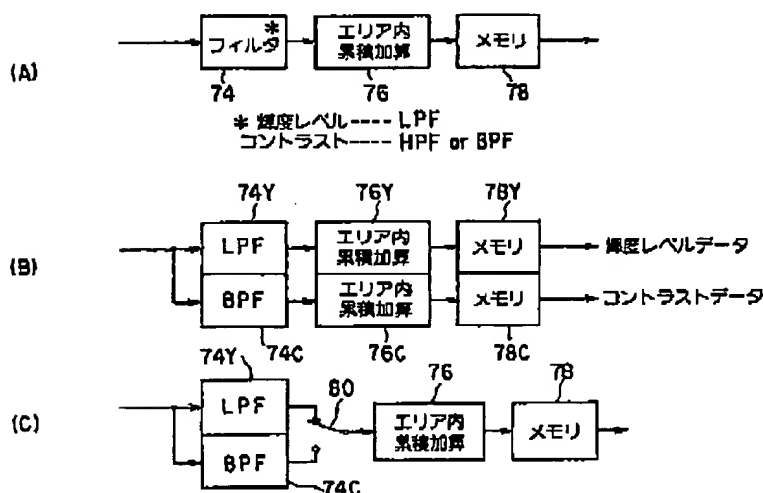 (A)
フィルタ*
エリア内
累積加算
メモリ
74
76
78
* 輝度レベル---- LPF
コントラスト---- HPF or BPF
(B)
74Y
76Y
78Y
LPF
エリア内
累積加算
メモリ
輝度レベルデータ
BPF
エリア内
累積加算
メモリ
コントラストデータ
74C
76C
78C
(C)
74Y
80
76
78
LPF
エリア内
累積加算
メモリ
BPF
74C